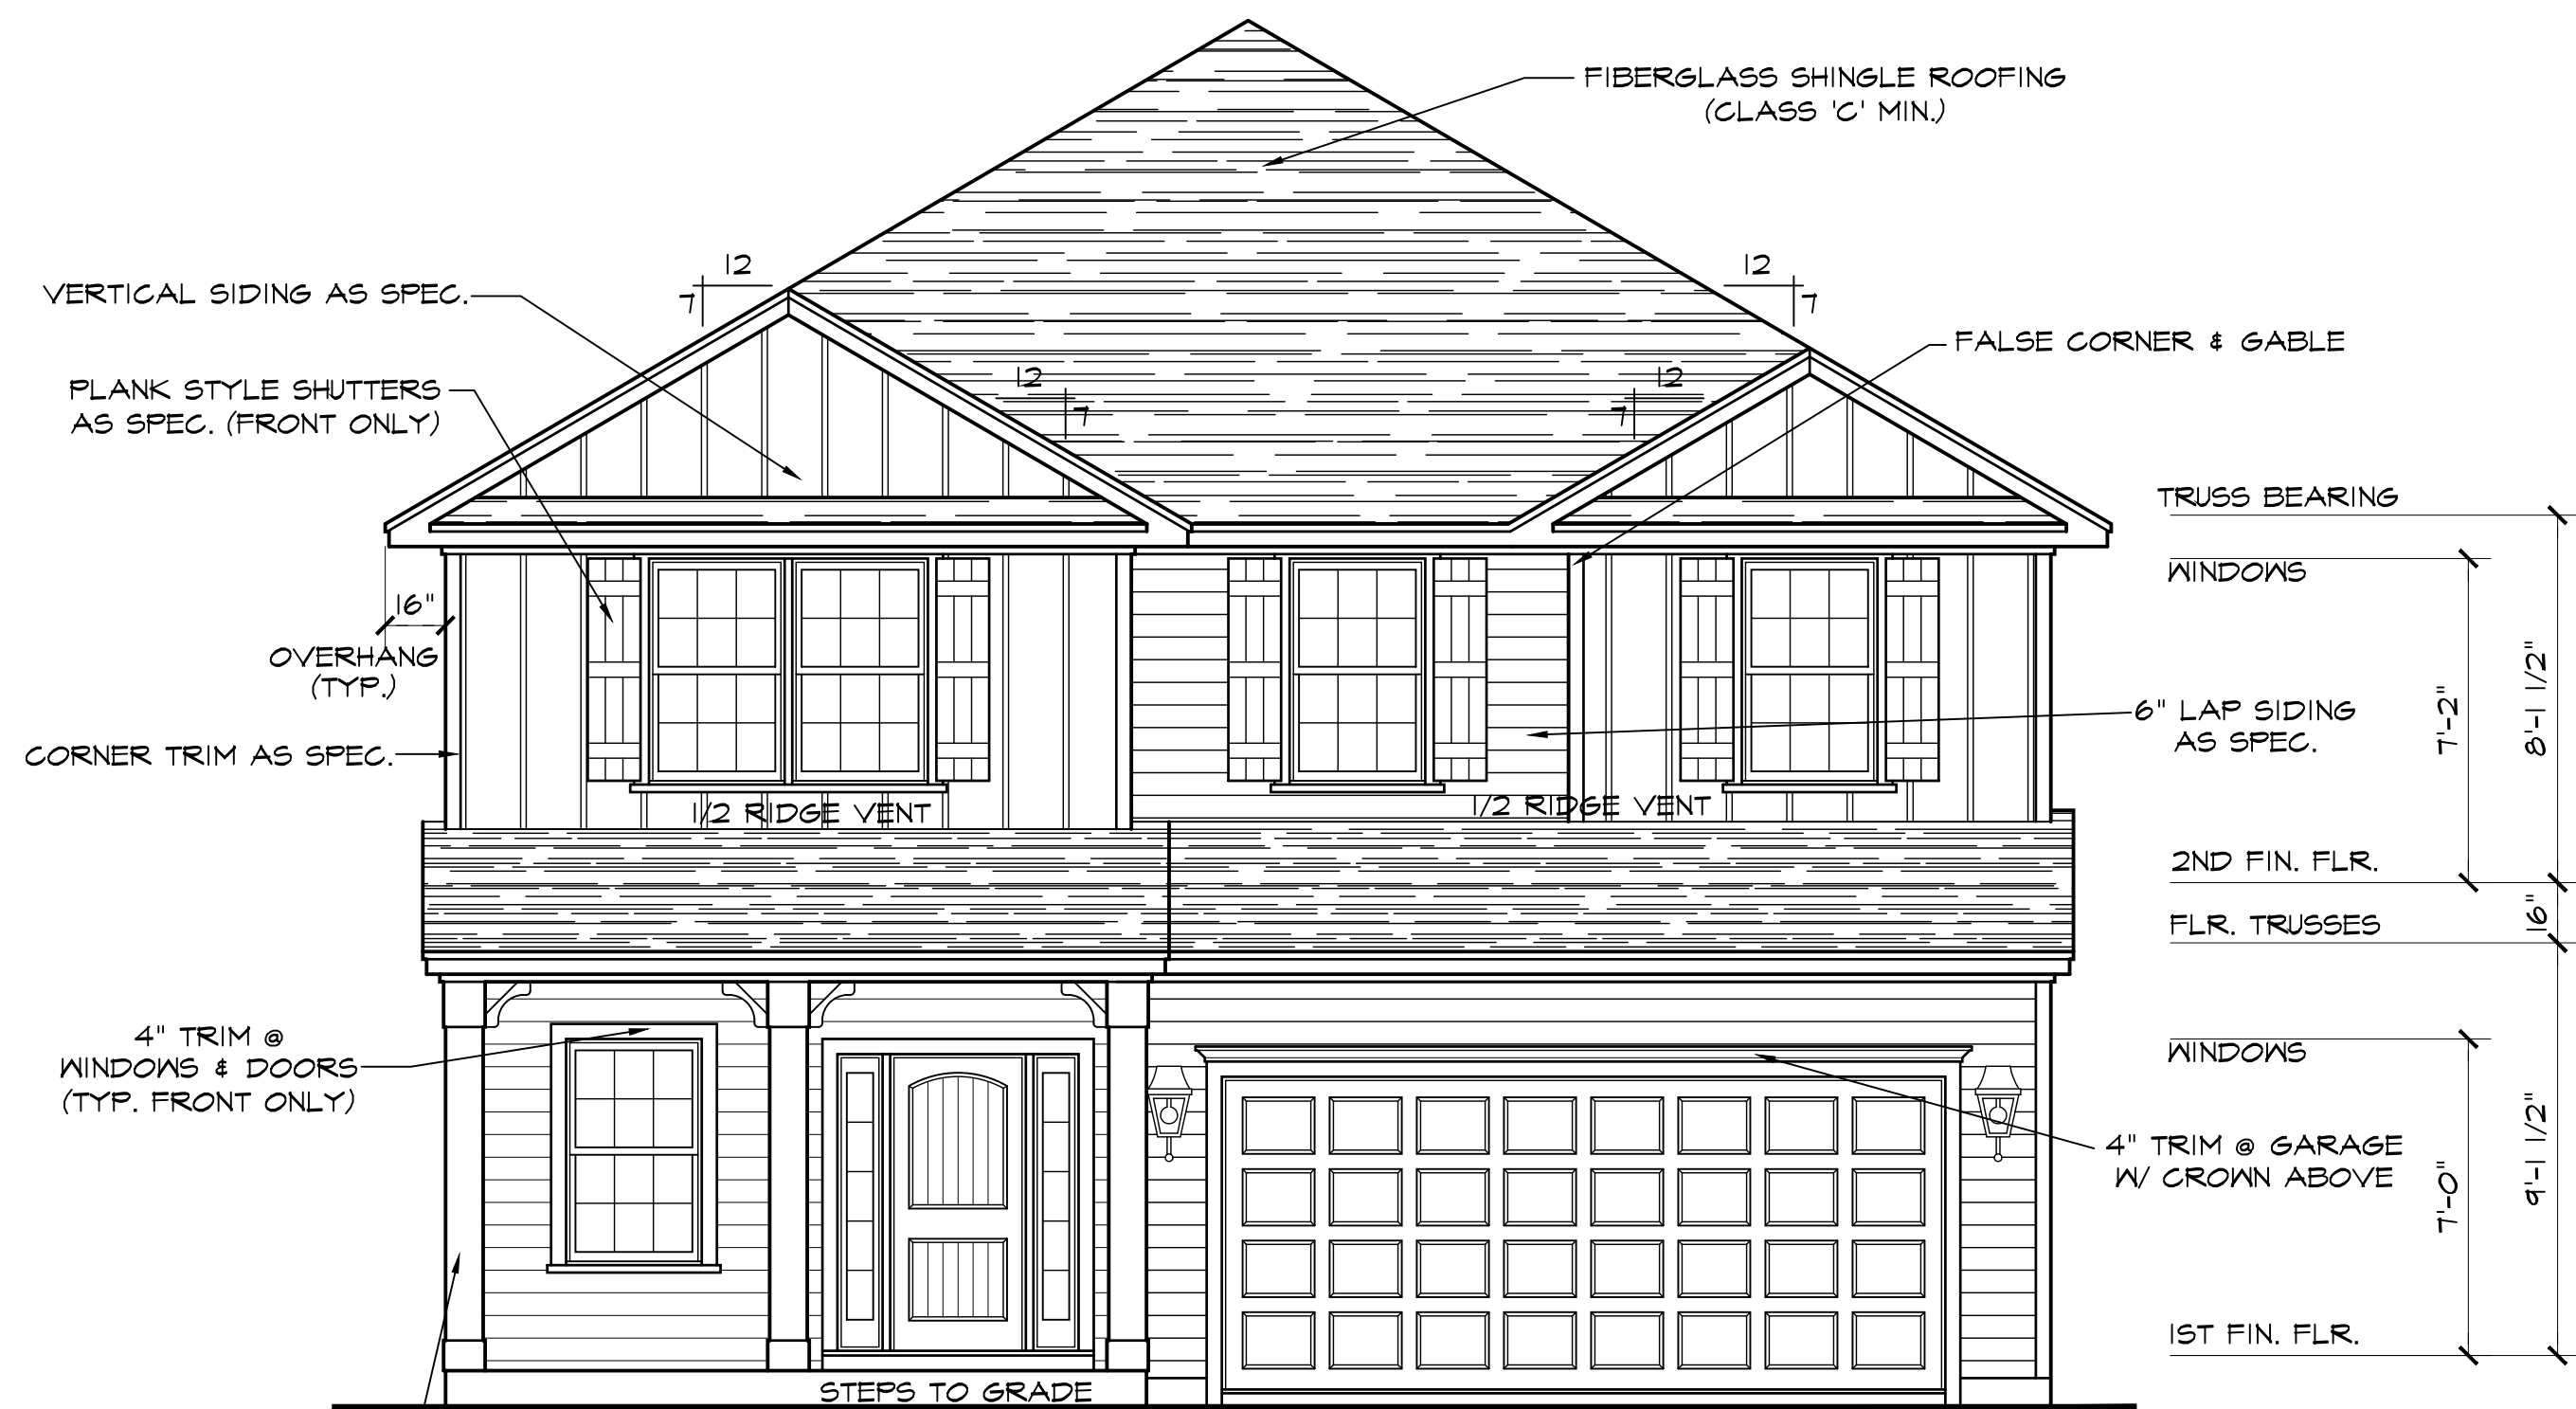 FIBERGLASS SHINGLE ROOFING
(CLASS 'C' MIN.)
12
7
12
7
VERTICAL SIDING AS SPEC.
FALSE CORNER & GABLE
PLANK STYLE SHUTTERS
AS SPEC. (FRONT ONLY)
12
7
12
7
TRUSS BEARING
WINDOWS
16"
OVERHANG
(TYP.)
7'-2"
8'-1 1/2"
6" LAP SIDING
AS SPEC.
CORNER TRIM AS SPEC.
1/2 RIDGE VENT
1/2 RIDGE VENT
2ND FIN. FLR.
16"
FLR. TRUSSES
4" TRIM @
WINDOWS & DOORS
(TYP. FRONT ONLY)
WINDOWS
4" TRIM @ GARAGE
W/ CROWN ABOVE
7'-0"
9'-1 1/2"
1ST FIN. FLR.
STEPS TO GRADE